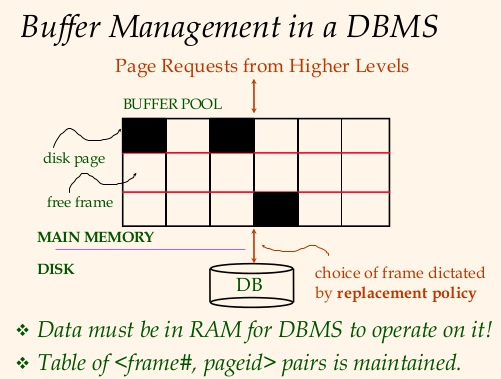 Buffer Management in a DBMS
Page Requests from Higher Levels
BUFFER POOL
disk page
free frame
MAIN MEMORY
DISK
DB
choice of frame dictated
by replacement policy
❖ Data must be in RAM for DBMS to operate on it!
❖ Table of <frame#, pageid> pairs is maintained.